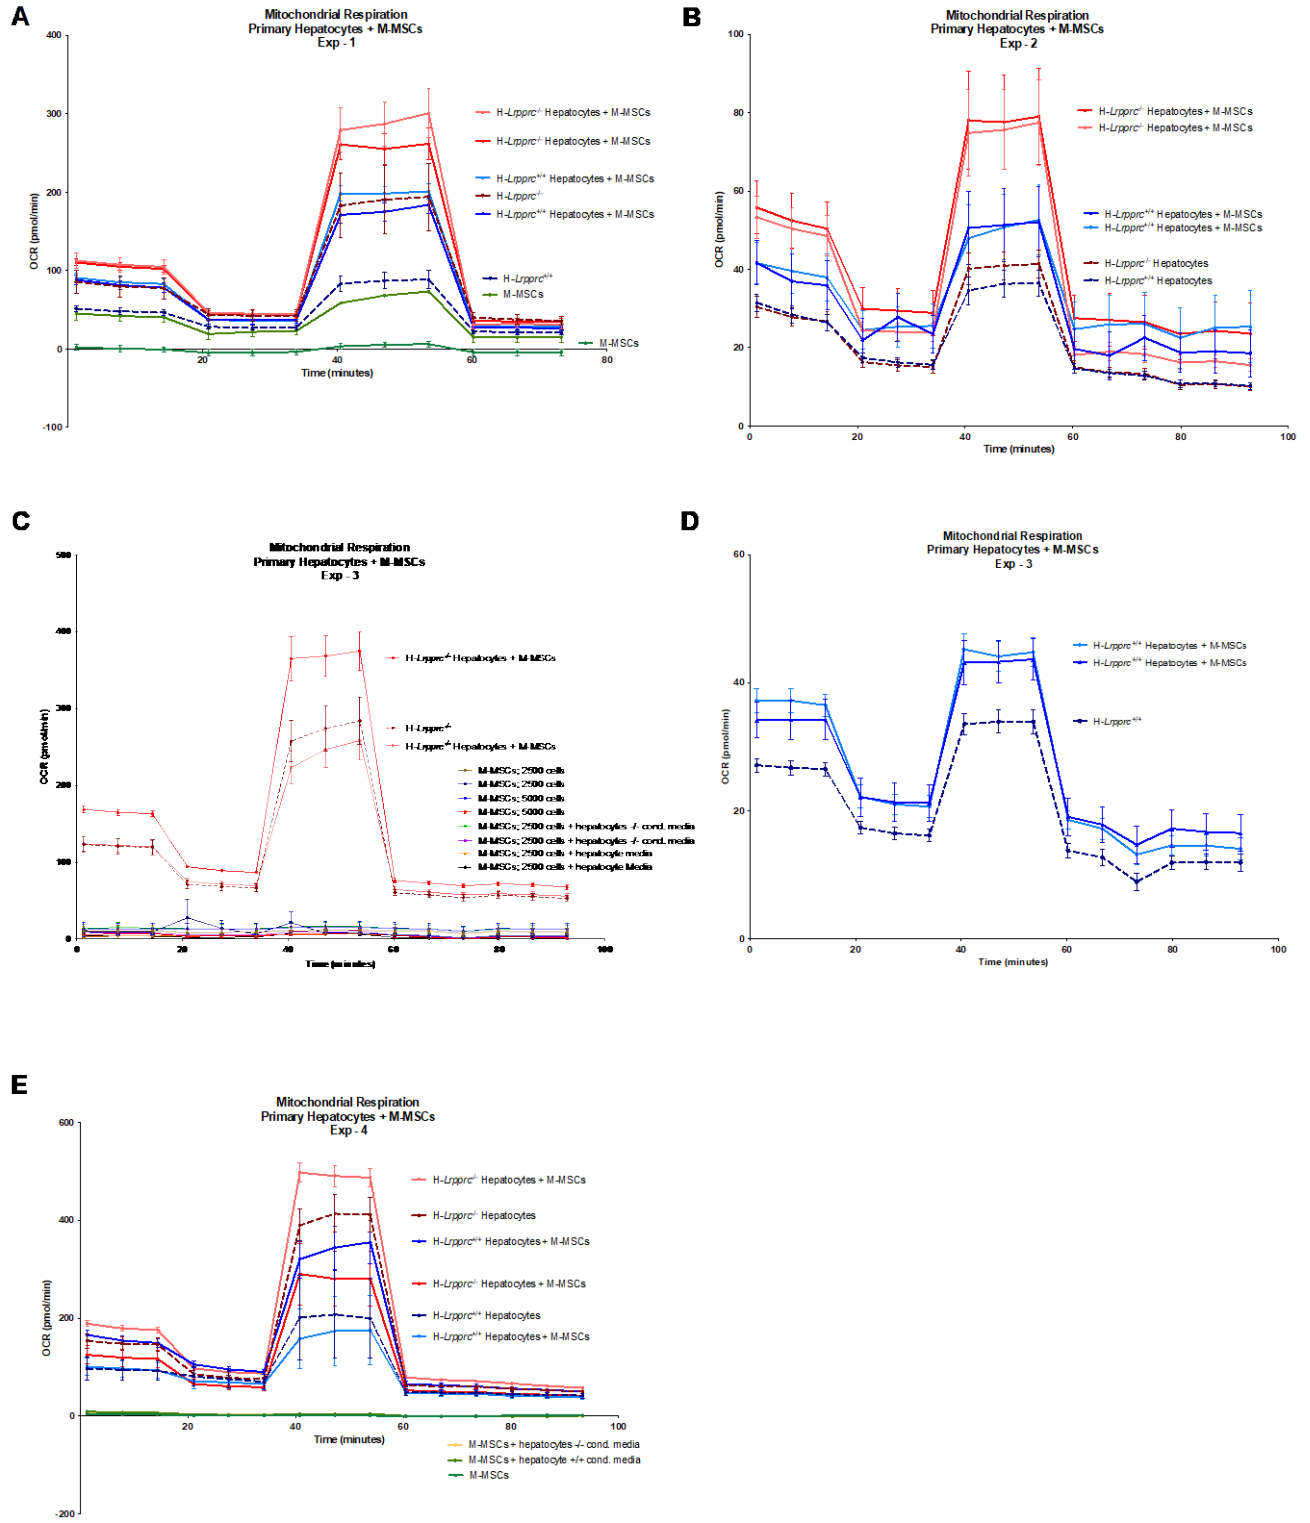 A
Mitochondrial Respiration
Primary Hepatocytes + M-MSCs
Exp - 1
400
300
200
100
0
-100
OCR (pmol/min)
20
40
60
80
Time (minutes)
H-Lrpprc-/- Hepatocytes + M-MSCs
H-Lrpprc-/- Hepatocytes + M-MSCs
H-Lrpprc+/+ Hepatocytes + M-MSCs
H-Lrpprc-/-
H-Lrpprc+/+ Hepatocytes + M-MSCs
H-Lrpprc+/+
M-MSCs
M-MSCs
B
Mitochondrial Respiration
Primary Hepatocytes + M-MSCs
Exp - 2
100
80
60
40
20
0
OCR (pmol/min)
0
20
40
60
80
100
Time (minutes)
H-Lrpprc-/- Hepatocytes + M-MSCs
H-Lrpprc-/- Hepatocytes + M-MSCs
H-Lrpprc+/+ Hepatocytes + M-MSCs
H-Lrpprc+/+ Hepatocytes + M-MSCs
H-Lrpprc-/- Hepatocytes
H-Lrpprc+/+ Hepatocytes
C
Mitochondrial Respiration
Primary Hepatocytes + M-MSCs
Exp - 3
500
400
300
200
100
0
OCR (pmol/min)
0
20
40
60
80
100
Time (minutes)
H-Lrpprc-/- Hepatocytes + M-MSCs
H-Lrpprc-/-
H-Lrpprc-/- Hepatocytes + M-MSCs
M-MSCs; 2500 cells
M-MSCs; 2500 cells
M-MSCs; 5000 cells
M-MSCs; 5000 cells
M-MSCs; 2500 cells + hepatocytes -/- cond. media
M-MSCs; 2500 cells + hepatocytes -/- cond. media
M-MSCs; 2500 cells + hepatocyte media
M-MSCs; 2500 cells + hepatocyte Media
D
Mitochondrial Respiration
Primary Hepatocytes + M-MSCs
Exp - 3
60
40
20
0
OCR (pmol/min)
0
20
40
60
80
100
Time (minutes)
H-Lrpprc+/+ Hepatocytes + M-MSCs
H-Lrpprc+/+ Hepatocytes + M-MSCs
H-Lrpprc+/+
E
Mitochondrial Respiration
Primary Hepatocytes + M-MSCs
Exp - 4
600
400
200
0
-200
OCR (pmol/min)
20
40
60
80
100
Time (minutes)
H-Lrpprc-/- Hepatocytes + M-MSCs
H-Lrpprc-/- Hepatocytes
H-Lrpprc+/+ Hepatocytes + M-MSCs
H-Lrpprc-/- Hepatocytes + M-MSCs
H-Lrpprc+/+ Hepatocytes
H-Lrpprc+/+ Hepatocytes + M-MSCs
M-MSCs + hepatocytes -/- cond. media
M-MSCs + hepatocyte +/+ cond. media
M-MSCs